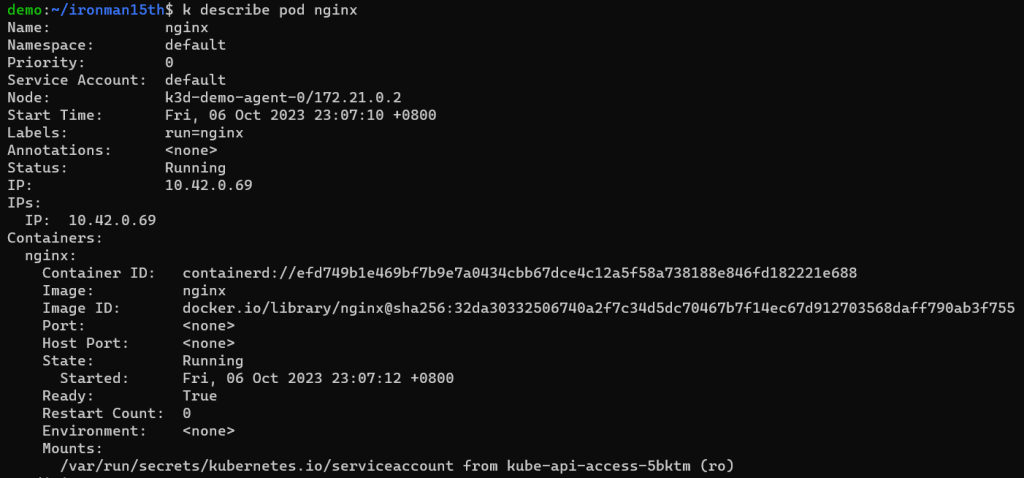 demo:~/ironman15th$ k describe pod nginx
Name:             nginx
Namespace:        default
Priority:         0
Service Account:  default
Node:             k3d-demo-agent-0/172.21.0.2
Start Time:       Fri, 06 Oct 2023 23:07:10 +0800
Labels:           run=nginx
Annotations:      <none>
Status:           Running
IP:               10.42.0.69
IPs:
  IP:  10.42.0.69
Containers:
  nginx:
    Container ID:   containerd://efd749b1e469bf7b9e7a0434cbb67dce4c12a5f58a738188e846fd182221e688
    Image:          nginx
    Image ID:       docker.io/library/nginx@sha256:32da30332506740a2f7c34d5dc70467b7f14ec67d912703568daff790ab3f755
    Port:           <none>
    Host Port:      <none>
    State:          Running
      Started:      Fri, 06 Oct 2023 23:07:12 +0800
    Ready:          True
    Restart Count:  0
    Environment:    <none>
    Mounts:
      /var/run/secrets/kubernetes.io/serviceaccount from kube-api-access-5bktm (ro)